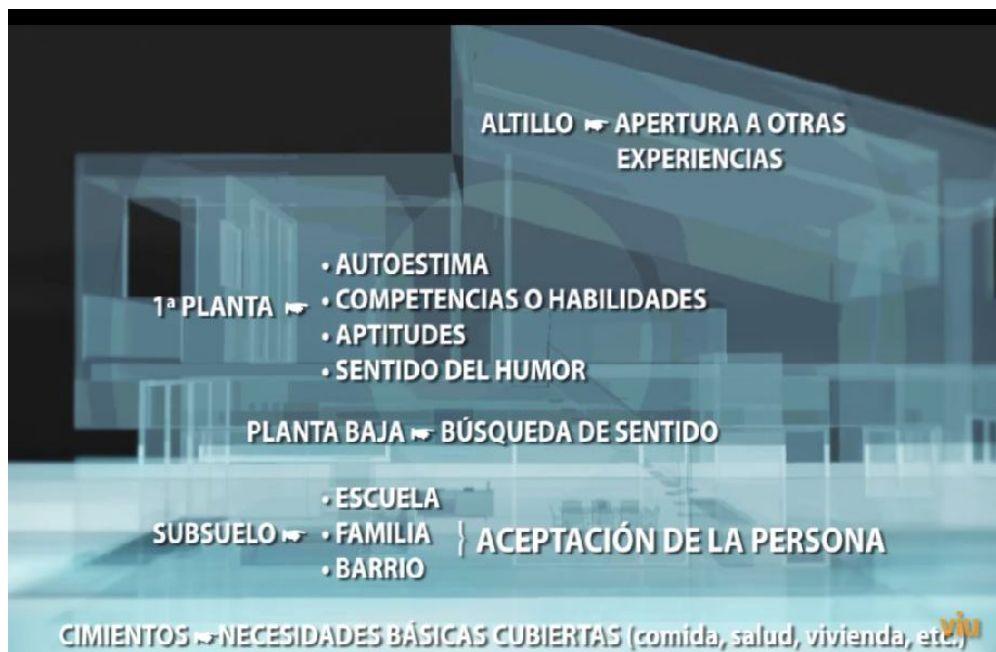 ALTILLO ☛ APERTURA A OTRAS
EXPERIENCIAS
• AUTOESTIMA
1ª PLANTA ☛ • COMPETENCIAS O HABILIDADES
• APTITUDES
• SENTIDO DEL HUMOR
PLANTA BAJA ☛ BÚSQUEDA DE SENTIDO
• ESCUELA
SUBSUELO ☛ • FAMILIA } ACEPTACIÓN DE LA PERSONA
• BARRIO
CIMIENTOS ☛ NECESIDADES BÁSICAS CUBIERTAS (comida, salud, vivienda, etc.)
viu